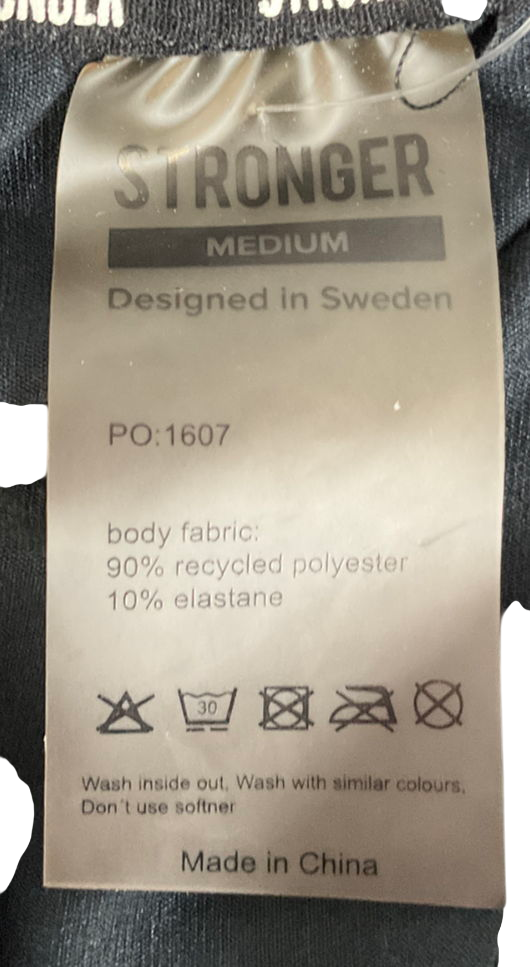 STRONGER
MEDIUM
Designed in Sweden
PO:1607
body fabric:
90% recycled polyester
10% elastane
30
Wash inside out, Wash with similar colours,
Don´t use softner
Made in China